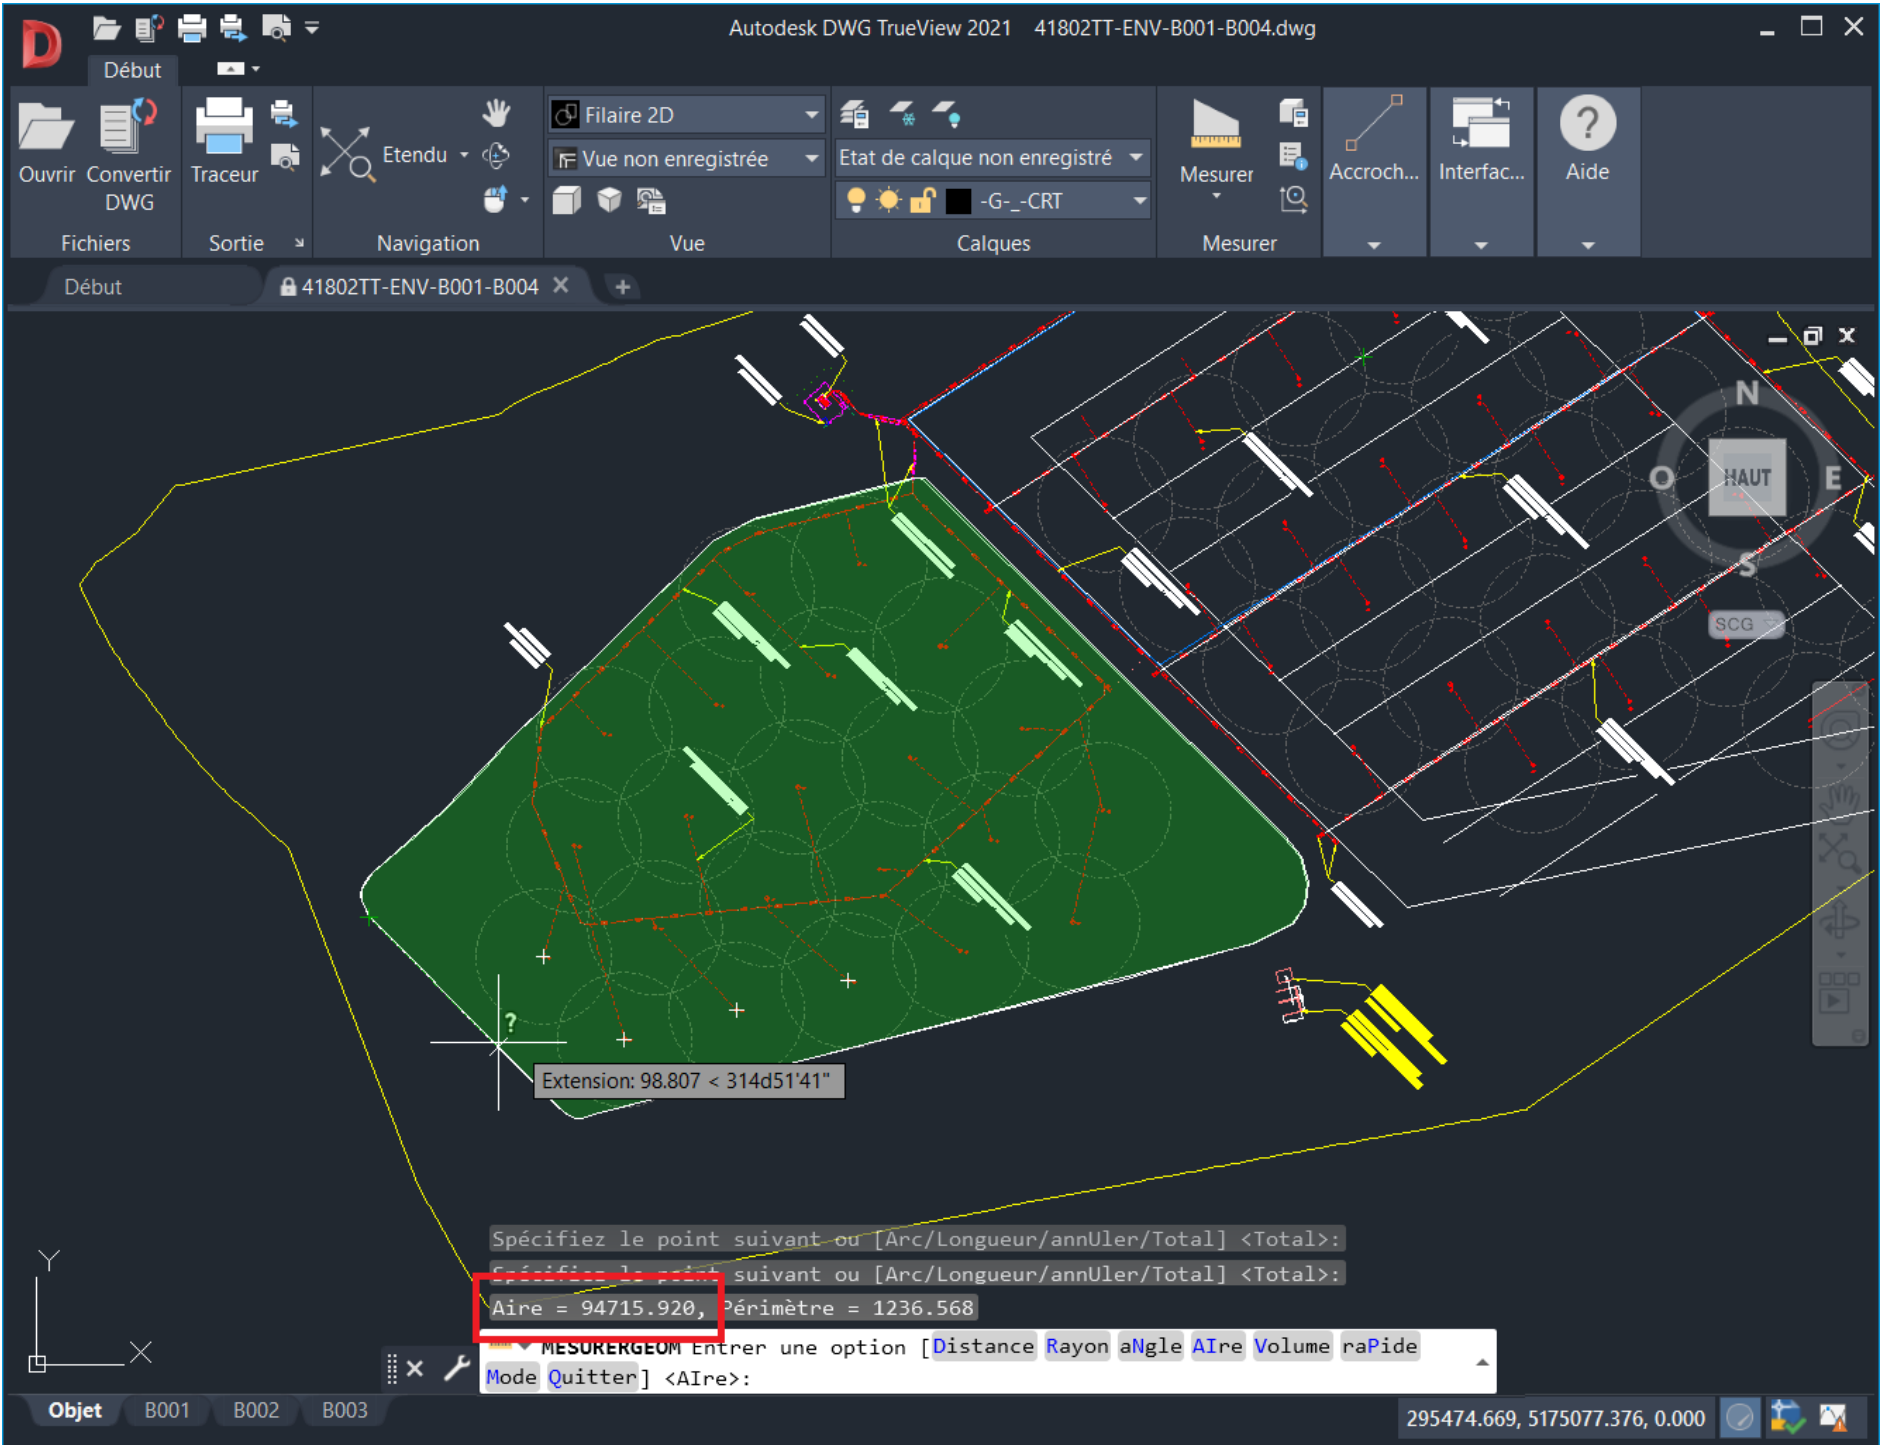 Autodesk DWG TrueView 2021 41802TT-ENV-B001-B004.dwg
Début
Ouvrir
Convertir DWG
Fichiers
Traceur
Sortie
Etendu
Navigation
Filaire 2D
Vue non enregistrée
Vue
Etat de calque non enregistré
-G-_-CRT
Calques
Mesurer
Mesurer
Accroch...
Interfac...
Aide
Début
41802TT-ENV-B001-B004
N
O
HAUT
E
S
SCG
Extension: 98.807 < 314d51'41"
Spécifiez le point suivant ou [Arc/Longueur/annUler/Total] <Total>:
Spécifiez le point suivant ou [Arc/Longueur/annUler/Total] <Total>:
Aire = 94715.920, Périmètre = 1236.568
MESURERGEOM Entrer une option [Distance Rayon aNgle AIre Volume raPide
Mode Quitter] <AIre>:
Y
X
Objet
B001
B002
B003
295474.669, 5175077.376, 0.000